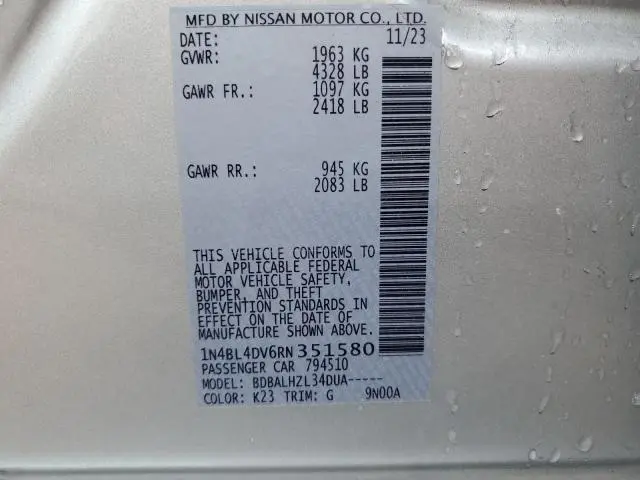 MFD BY NISSAN MOTOR CO., LTD.
DATE: 11/23
GVWR: 1963 KG
4328 LB
GAWR FR.: 1097 KG
2418 LB
GAWR RR.: 945 KG
2083 LB
THIS VEHICLE CONFORMS TO
ALL APPLICABLE FEDERAL
MOTOR VEHICLE SAFETY,
BUMPER, AND THEFT
PREVENTION STANDARDS IN
EFFECT ON THE DATE OF
MANUFACTURE SHOWN ABOVE.
1N4BL4DV6RN351580
PASSENGER CAR 794510
MODEL: BDBALHZL34DUA-----
COLOR: K23 TRIM: G 9N00A